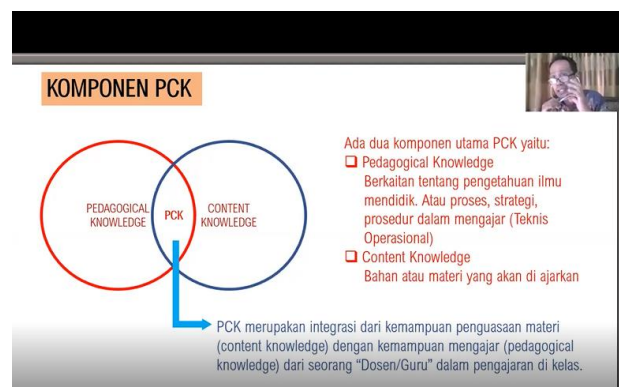 KOMPONEN PCK
PEDAGOGICAL
KNOWLEDGE
PCK
CONTENT
KNOWLEDGE
Ada dua komponen utama PCK yaitu:
❑ Pedagogical Knowledge
Berkaitan tentang pengetahuan ilmu
mendidik. Atau proses, strategi,
prosedur dalam mengajar (Teknis
Operasional)
❑ Content Knowledge
Bahan atau materi yang akan di ajarkan
PCK merupakan integrasi dari kemampuan penguasaan materi
(content knowledge) dengan kemampuan mengajar (pedagogical
knowledge) dari seorang “Dosen/Guru” dalam pengajaran di kelas.